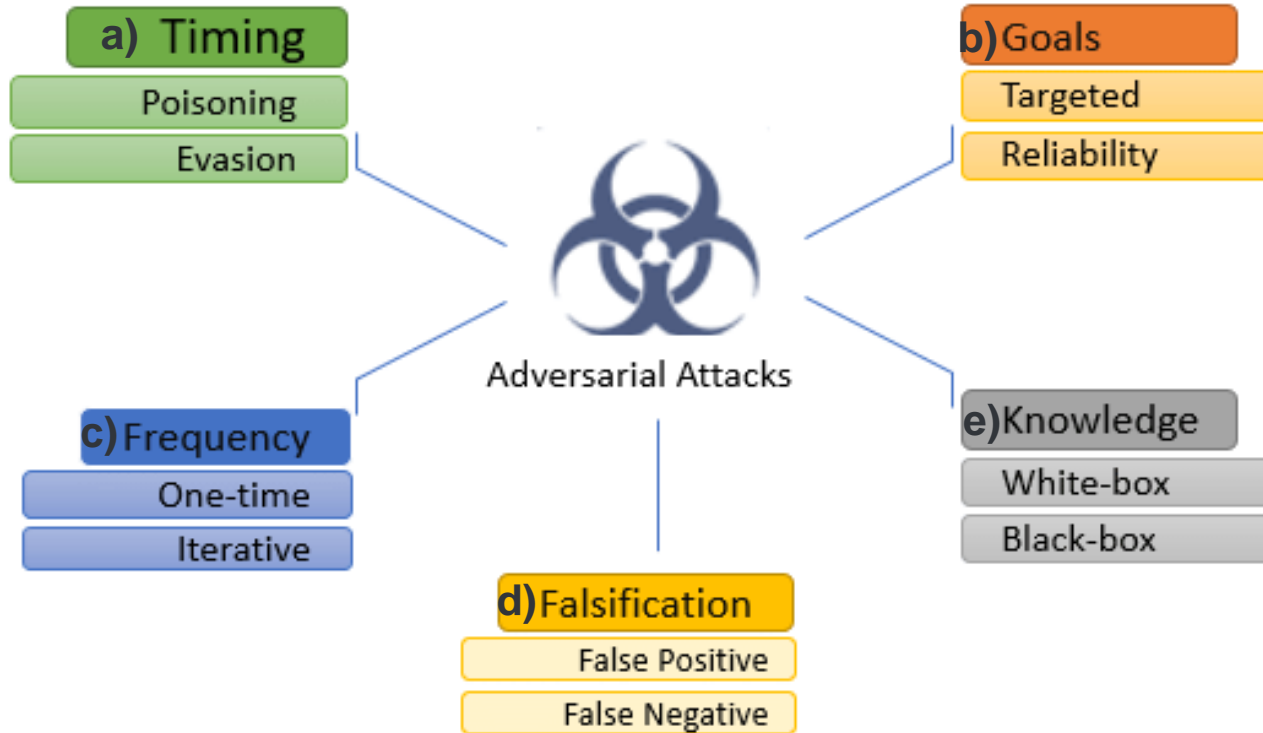 a) Timing
Poisoning
Evasion
b) Goals
Targeted
Reliability
Adversarial Attacks
c) Frequency
One-time
Iterative
d) Falsification
False Positive
False Negative
e) Knowledge
White-box
Black-box